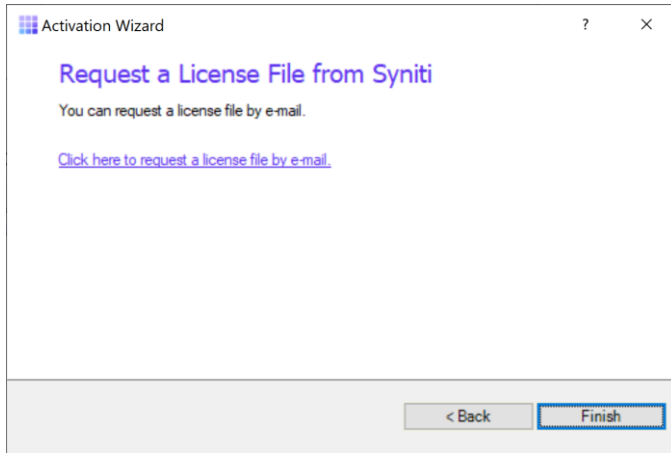 Activation Wizard
Request a License File from Syniti
You can request a license file by e-mail.
Click here to request a license file by e-mail.
< Back
Finish